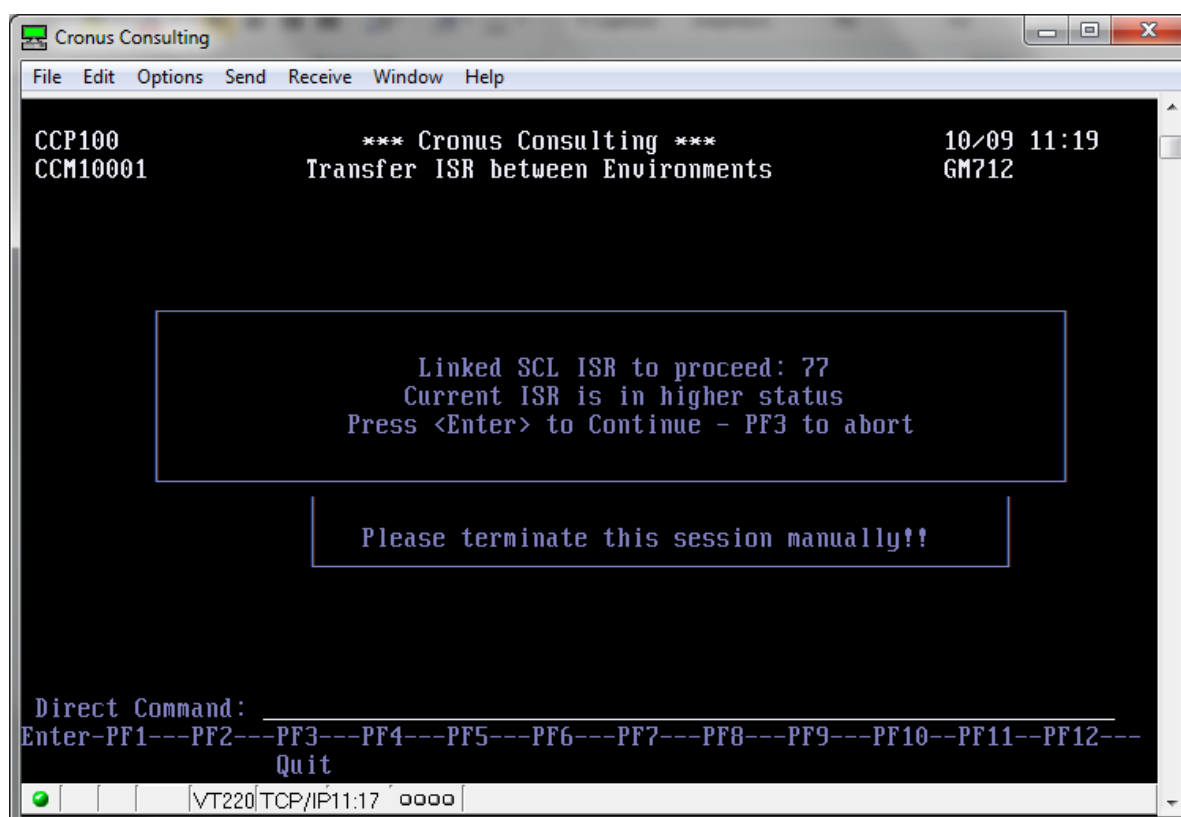 Cronus Consulting
File Edit Options Send Receive Window Help
CCP100 *** Cronus Consulting *** 10/09 11:19
CCM10001 Transfer ISR between Environments GM712
Linked SCL ISR to proceed: 77
Current ISR is in higher status
Press <Enter> to Continue - PF3 to abort
Please terminate this session manually!!
Direct Command:
Enter-PF1---PF2---PF3---PF4---PF5---PF6---PF7---PF8---PF9---PF10--PF11--PF12---
Quit
VT220 TCP/IP 11:17 oooo